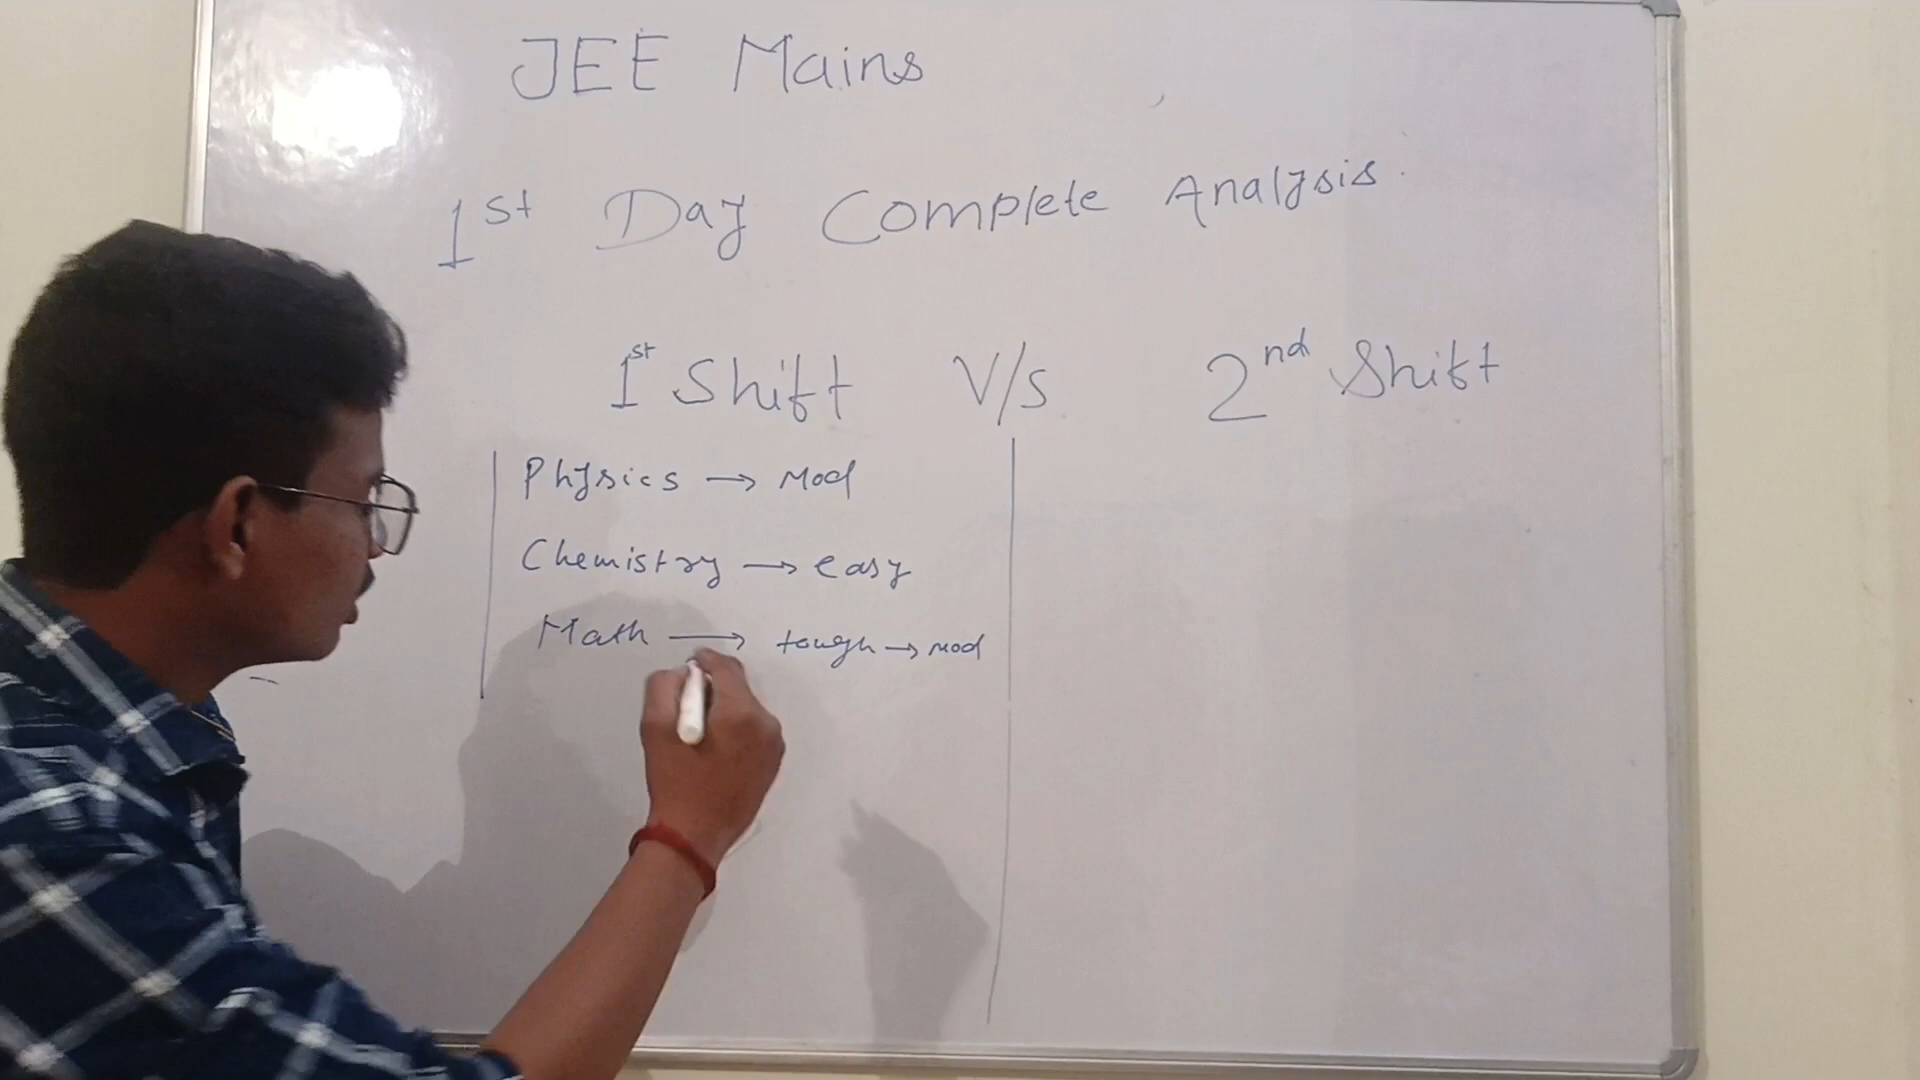 JEE Mains
1st Day Complete Analysis.
1st Shift V/s 2nd Shift
Physics → Mod
Chemistry → easy
Math → tough → mod